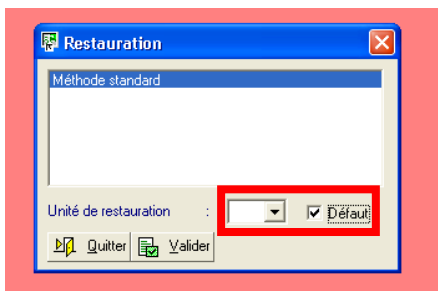 Restauration
Méthode standard
Unité de restauration : Défaut
Quitter Valider